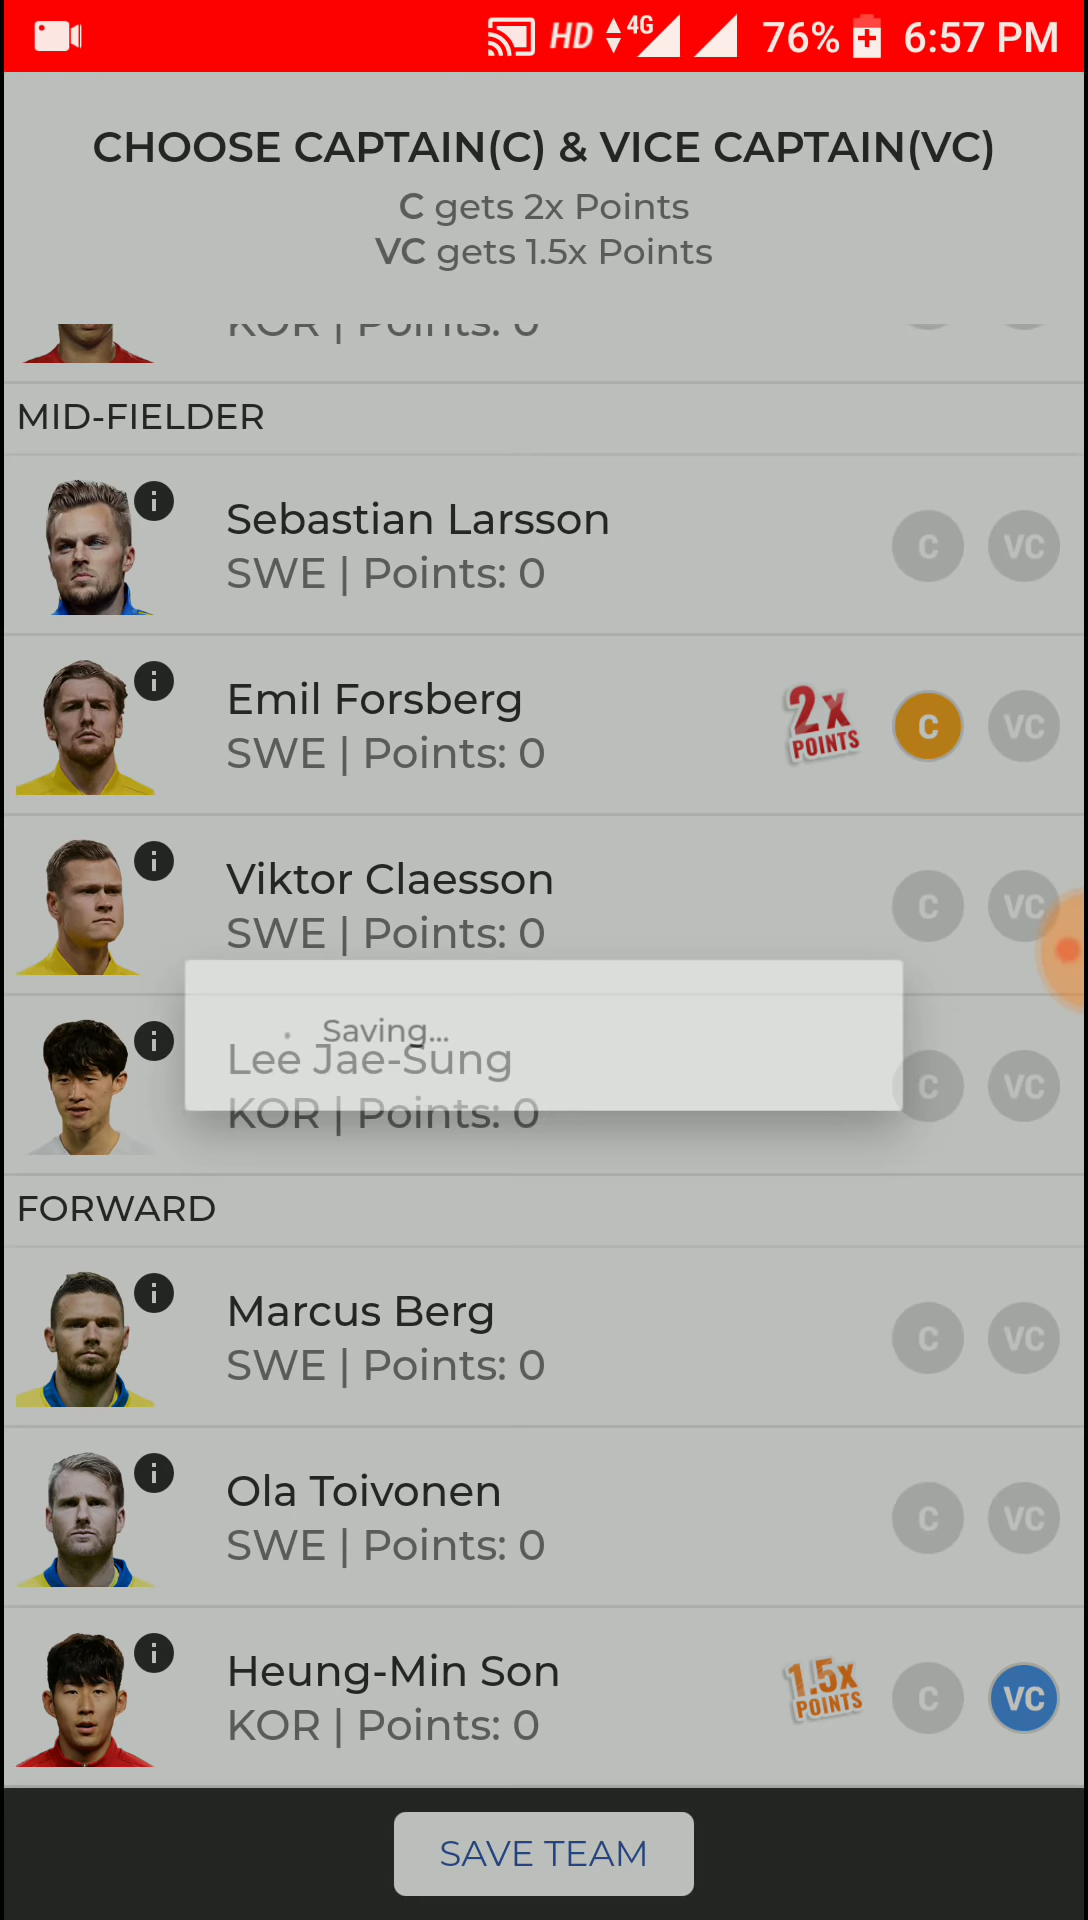 HD 4G 76% 6:57 PM
CHOOSE CAPTAIN(C) & VICE CAPTAIN(VC)
C gets 2x Points
VC gets 1.5x Points
KOR | Points: 0
MID-FIELDER
Sebastian Larsson
SWE | Points: 0
C VC
Emil Forsberg
SWE | Points: 0
2x
POINTS
C VC
Viktor Claesson
SWE | Points: 0
C VC
Saving...
Lee Jae-Sung
KOR | Points: 0
C VC
FORWARD
Marcus Berg
SWE | Points: 0
C VC
Ola Toivonen
SWE | Points: 0
C VC
Heung-Min Son
KOR | Points: 0
1.5x
POINTS
C VC
SAVE TEAM